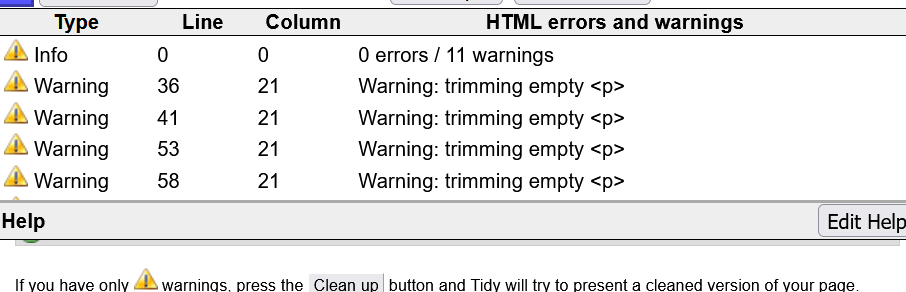 Type Line Column HTML errors and warnings
Info 0 0 0 errors / 11 warnings
Warning 36 21 Warning: trimming empty <p>
Warning 41 21 Warning: trimming empty <p>
Warning 53 21 Warning: trimming empty <p>
Warning 58 21 Warning: trimming empty <p>
Help Edit Help
If you have only warnings, press the Clean up button and Tidy will try to present a cleaned version of your page.